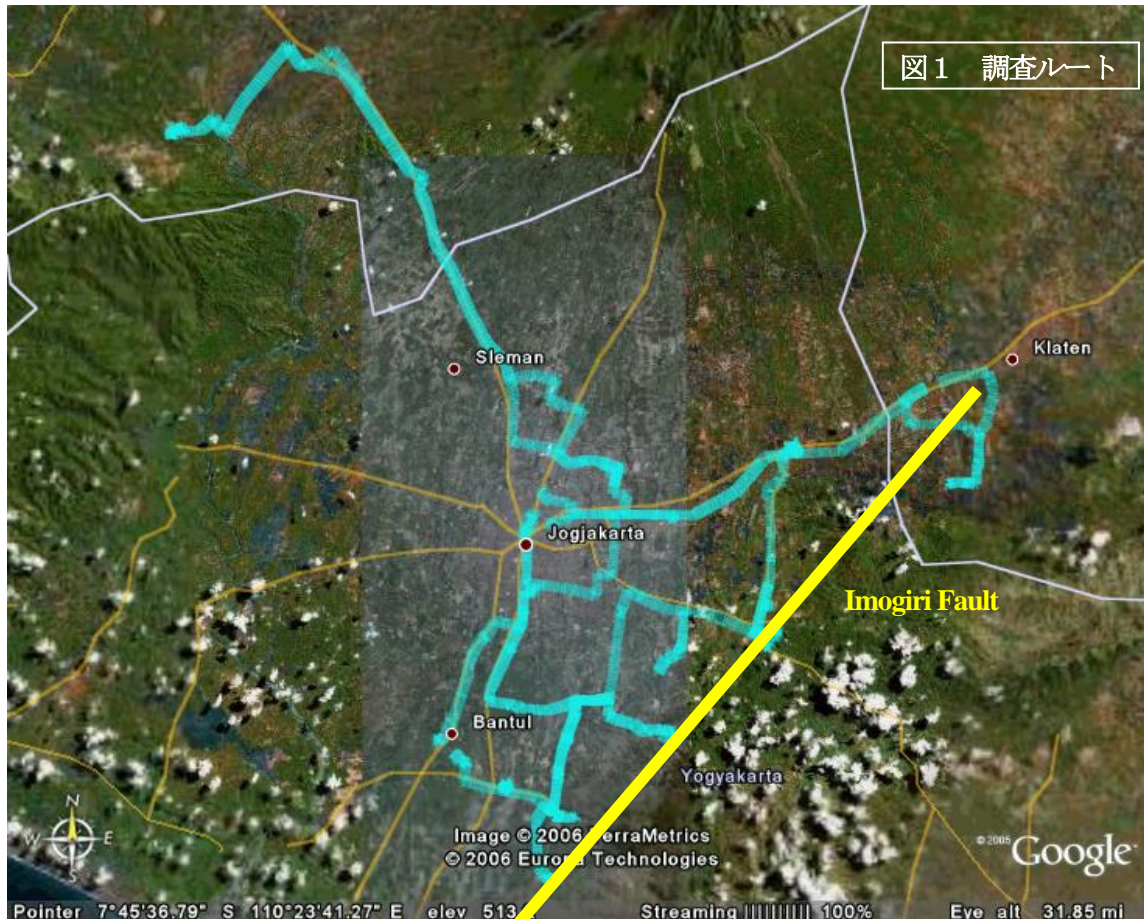 図1　調査ルート
Klaten
Sleman
Jogjakarta
Imogiri Fault
Bantul
Yogyakarta
N
W E
S
Image © 2006 TerraMetrics
© 2006 Europa Technologies
© 2005 Google
Pointer 7°45'36.79" S 110°23'41.27" E elev 513 Streaming |||||||||| 100% Eye alt 31.85 mi